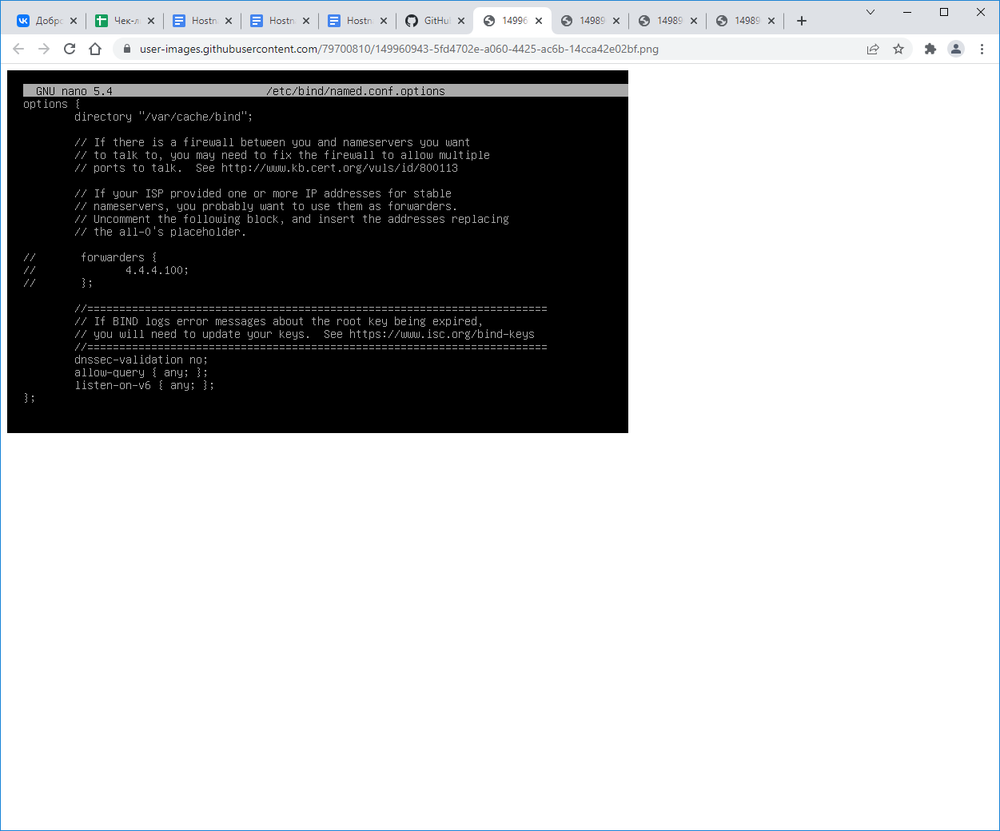 Добро
Чек-л
Hostn
Hostn
Hostn
GitHu
14996
14989
14989
14989
user-images.githubusercontent.com/79700810/149960943-5fd4702e-a060-4425-ac6b-14cca42e02bf.png
GNU nano 5.4 /etc/bind/named.conf.options
options {
directory "/var/cache/bind";
// If there is a firewall between you and nameservers you want
// to talk to, you may need to fix the firewall to allow multiple
// ports to talk.  See http://www.kb.cert.org/vuls/id/800113
// If your ISP provided one or more IP addresses for stable
// nameservers, you probably want to use them as forwarders.
// Uncomment the following block, and insert the addresses replacing
// the all-0's placeholder.
// forwarders {
// 4.4.4.100;
// };
//========================================================================
// If BIND logs error messages about the root key being expired,
// you will need to update your keys.  See https://www.isc.org/bind-keys
//========================================================================
dnssec-validation no;
allow-query { any; };
listen-on-v6 { any; };
};